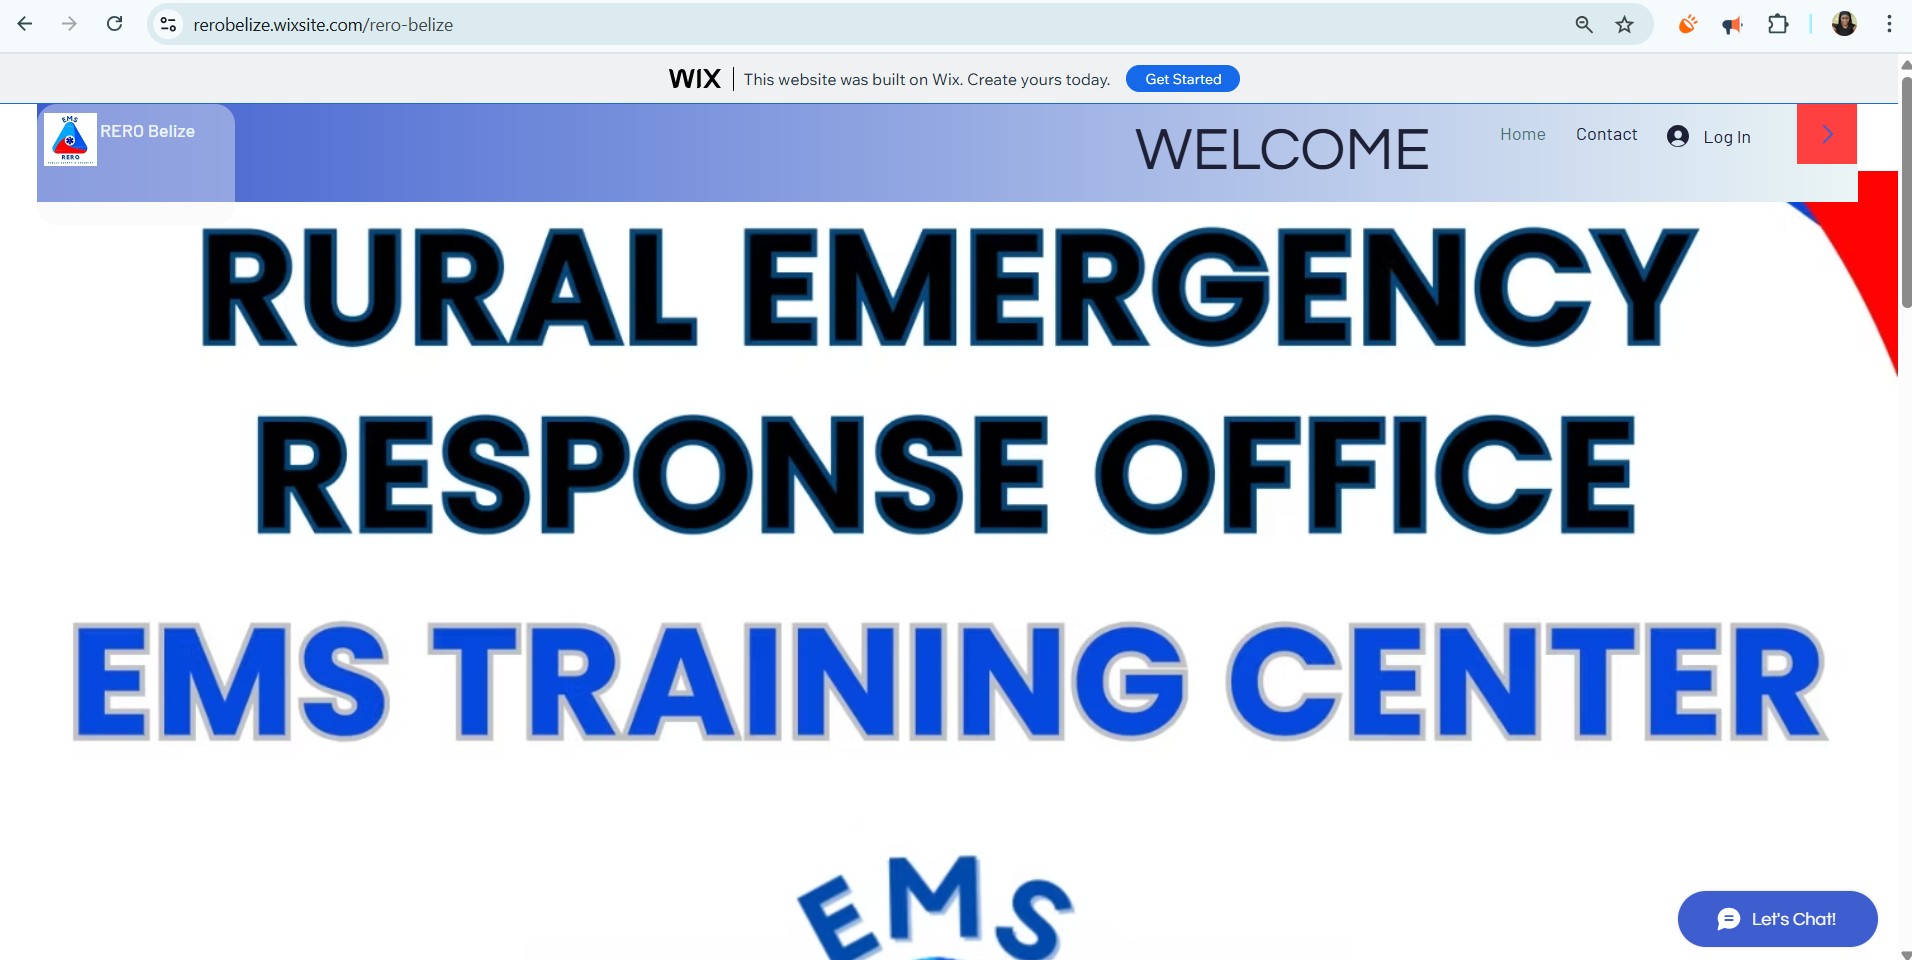 rerobelize.wixsite.com/rero-belize
WIX This website was built on Wix. Create yours today. Get Started
EMS
RERO
RERO Belize
WELCOME
Home Contact Log In
RURAL EMERGENCY
RESPONSE OFFICE
EMS TRAINING CENTER
EMS
Let's Chat!